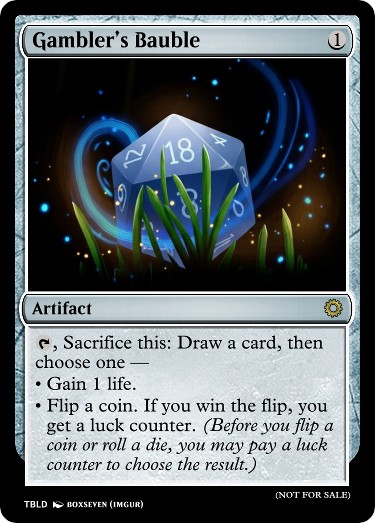 Gambler's Bauble 1
18
4
Artifact
, Sacrifice this: Draw a card, then
choose one —
• Gain 1 life.
• Flip a coin. If you win the flip, you
get a luck counter. (Before you flip a
coin or roll a die, you may pay a luck
counter to choose the result.)
(NOT FOR SALE)
TBLD BOXSEVEN (IMGUR)